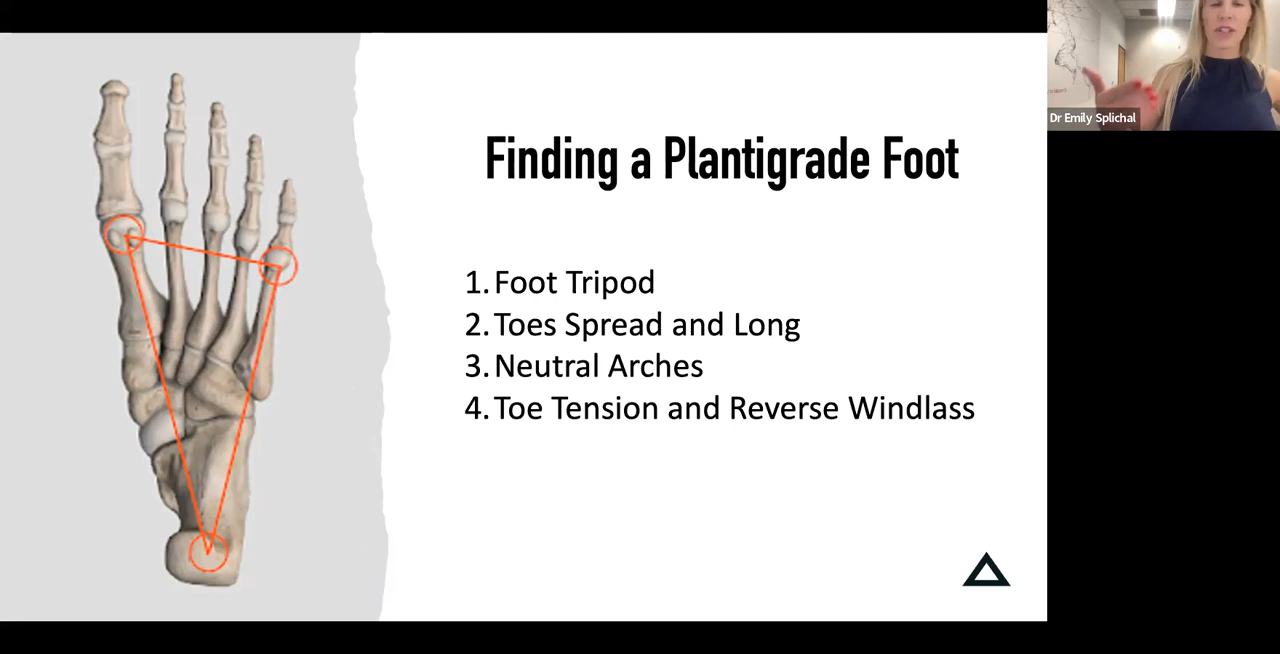 Dr Emily Splichal
Finding a Plantigrade Foot
1. Foot Tripod
2. Toes Spread and Long
3. Neutral Arches
4. Toe Tension and Reverse Windlass